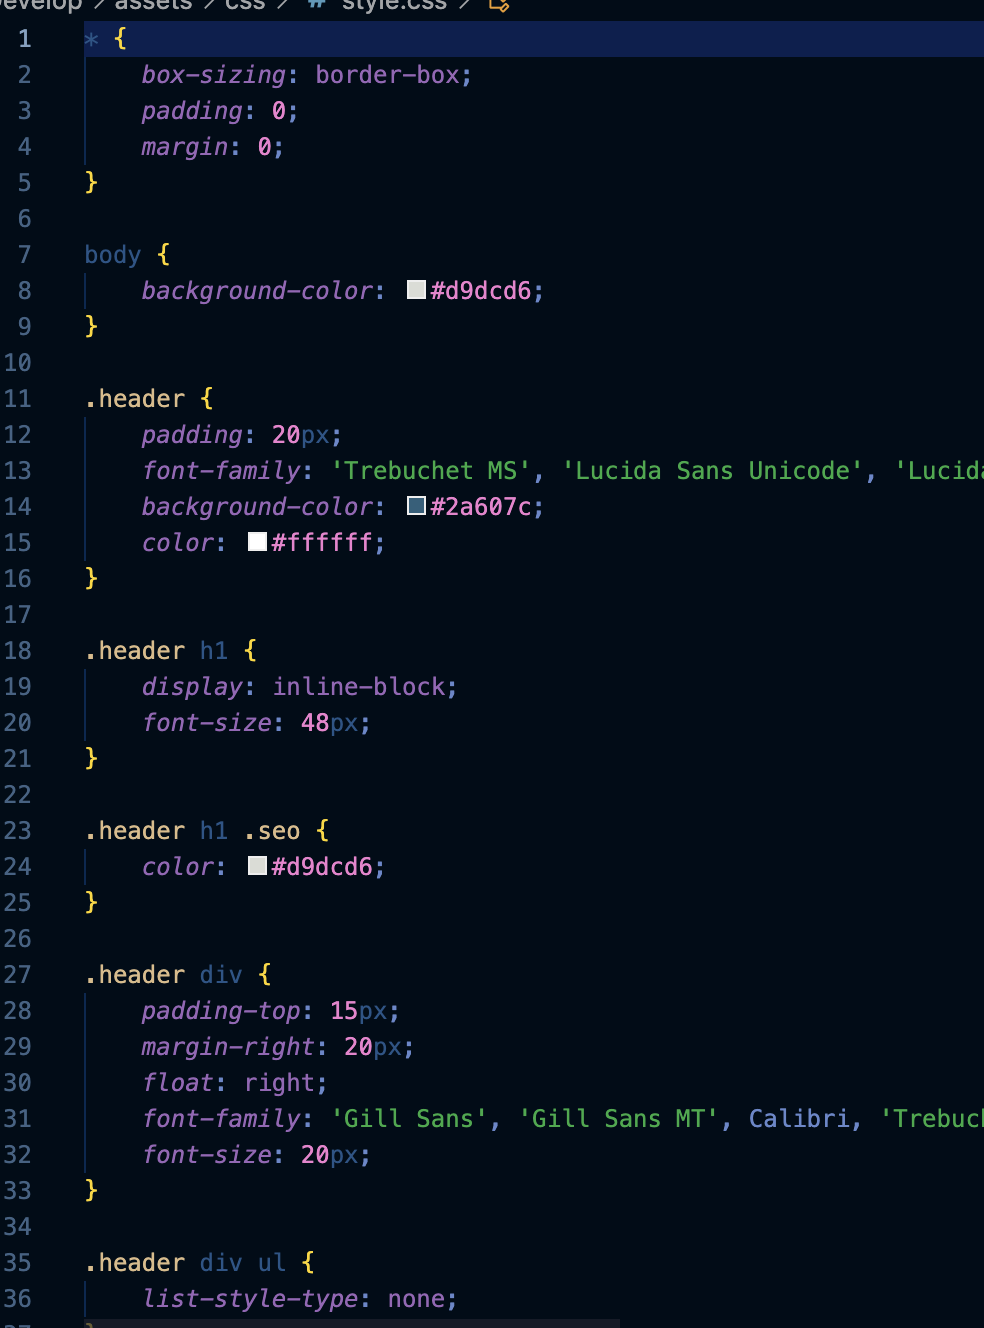 develop > assets > css > # style.css >
1 * {
2 box-sizing: border-box;
3 padding: 0;
4 margin: 0;
5 }
6
7 body {
8 background-color: #d9dcd6;
9 }
10
11 .header {
12 padding: 20px;
13 font-family: 'Trebuchet MS', 'Lucida Sans Unicode', 'Lucida
14 background-color: #2a607c;
15 color: #ffffff;
16 }
17
18 .header h1 {
19 display: inline-block;
20 font-size: 48px;
21 }
22
23 .header h1 .seo {
24 color: #d9dcd6;
25 }
26
27 .header div {
28 padding-top: 15px;
29 margin-right: 20px;
30 float: right;
31 font-family: 'Gill Sans', 'Gill Sans MT', Calibri, 'Trebuc
32 font-size: 20px;
33 }
34
35 .header div ul {
36 list-style-type: none;
37 }